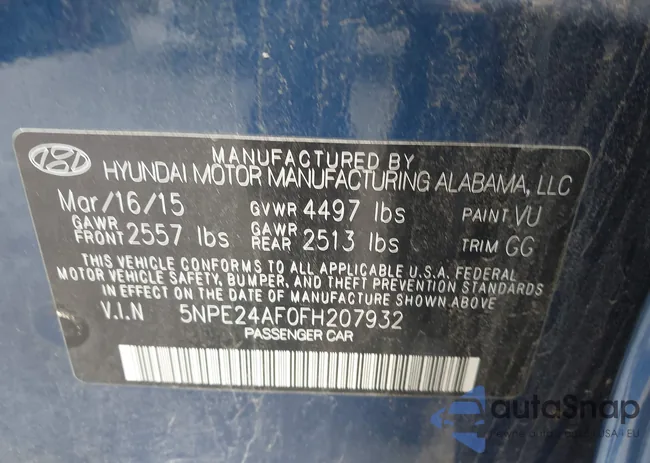 MANUFACTURED BY
HYUNDAI MOTOR MANUFACTURING ALABAMA, LLC
Mar/16/15 GVWR 4497 lbs PAINT VU
GAWR FRONT 2557 lbs GAWR REAR 2513 lbs TRIM GG
THIS VEHICLE CONFORMS TO ALL APPLICABLE U.S.A. FEDERAL
MOTOR VEHICLE SAFETY, BUMPER, AND THEFT PREVENTION STANDARDS
IN EFFECT ON THE DATE OF MANUFACTURE SHOWN ABOVE.
V.I.N 5NPE24AF0FH207932
PASSENGER CAR
autoSnap